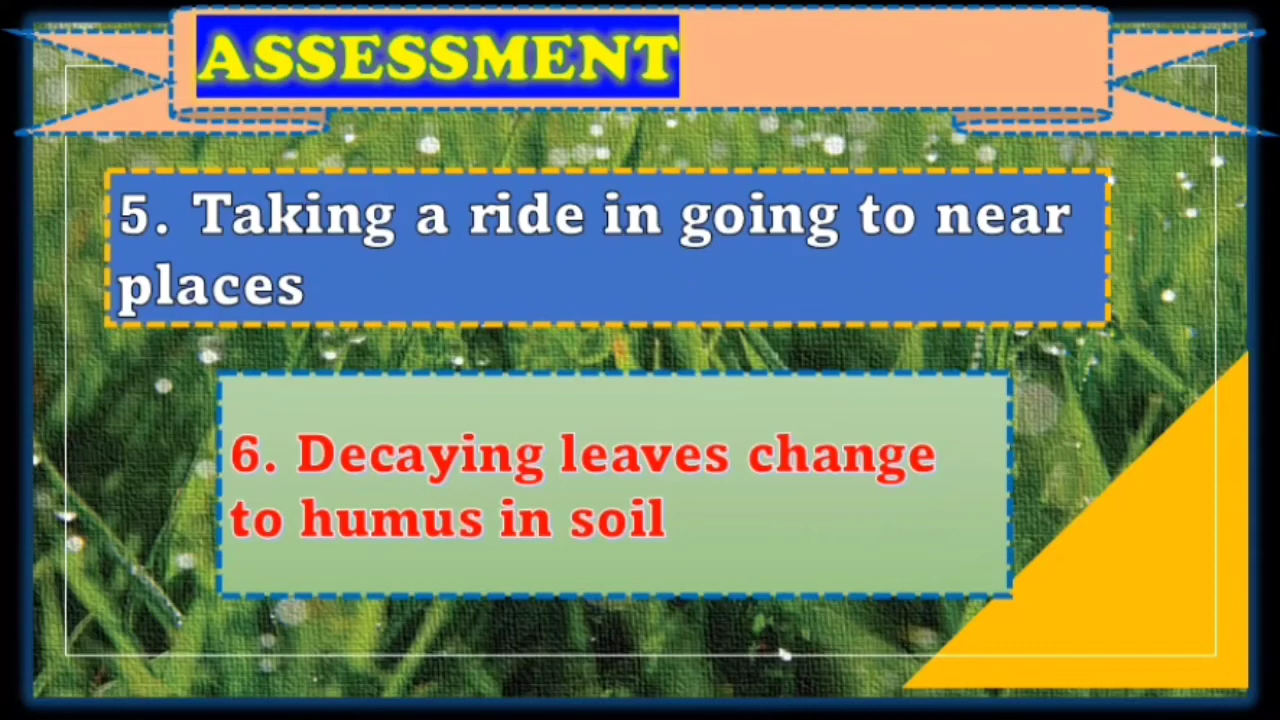 ASSESSMENT
5. Taking a ride in going to near
places
6. Decaying leaves change
to humus in soil